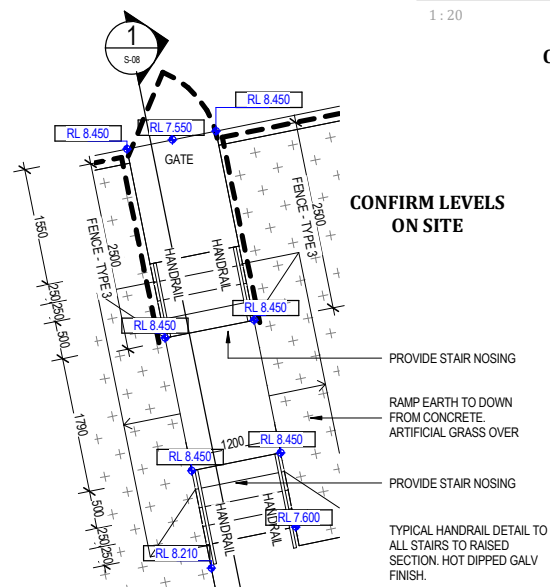 1 : 20
1
S-08
O
RL 8.450
RL 7.550
RL 8.450
GATE
CONFIRM LEVELS
ON SITE
FENCE - TYPE 3
2500
FENCE - TYPE 3
2500
1550
250
250
500
1790
500
250
250
HANDRAIL
HANDRAIL
RL 8.450
RL 8.450
PROVIDE STAIR NOSING
RAMP EARTH TO DOWN
FROM CONCRETE.
ARTIFICIAL GRASS OVER
1200
RL 8.450
RL 8.450
PROVIDE STAIR NOSING
HANDRAIL
HANDRAIL
RL 7.600
RL 8.210
TYPICAL HANDRAIL DETAIL TO
ALL STAIRS TO RAISED
SECTION. HOT DIPPED GALV
FINISH.